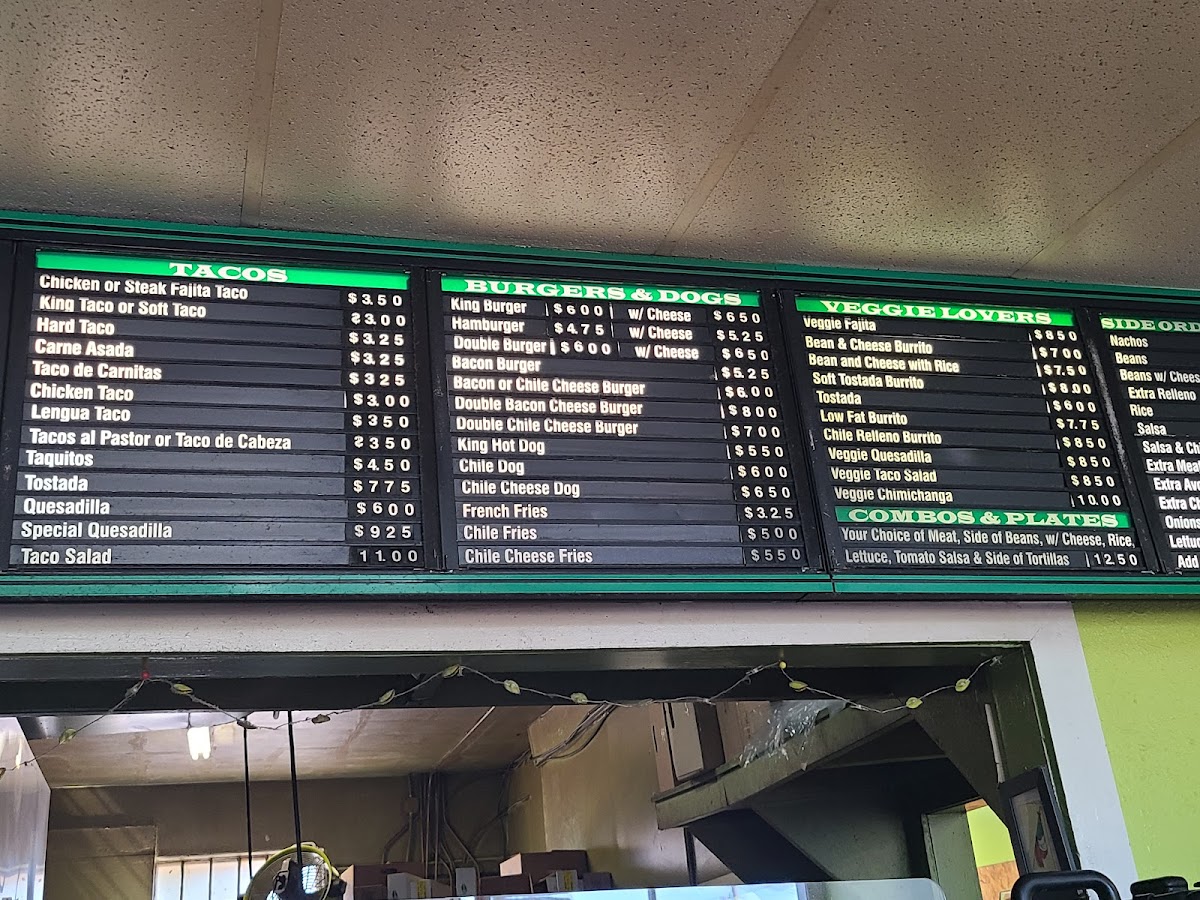 TACOS
Chicken or Steak Fajita Taco $3.50
King Taco or Soft Taco 3.00
Hard Taco $3.25
Carne Asada $3.25
Taco de Carnitas $3 25
Chicken Taco $3.00
Lengua Taco $3 50
Tacos al Pastor or Taco de Cabeza 3 50
Taquitos $4.50
Tostada $7 75
Quesadilla $6 00
Special Quesadilla $9 25
Taco Salad 11.00
BURGERS & DOGS
King Burger $6 00 w/ Cheese $6 50
Hamburger $4.75 w/ Cheese $5.25
Double Burger $6 00 w/ Cheese $6 50
Bacon Burger $5.25
Bacon or Chile Cheese Burger $6.00
Double Bacon Cheese Burger $8 00
Double Chile Cheese Burger $7 00
King Hot Dog $5 50
Chile Dog $6 00
Chile Cheese Dog $6 50
French Fries $3.25
Chile Fries $5 00
Chile Cheese Fries $5 50
VEGGIE LOVERS
Veggie Fajita $8 50
Bean & Cheese Burrito $7 00
Bean and Cheese with Rice $7.50
Soft Tostada Burrito $8.00
Tostada $6 00
Low Fat Burrito $7.75
Chile Relleno Burrito $8 50
Veggie Quesadilla $8 50
Veggie Taco Salad $8 50
Veggie Chimichanga 10.00
COMBOS & PLATES
Your Choice of Meat, Side of Beans, w/ Cheese, Rice,
Lettuce, Tomato Salsa & Side of Tortillas 12.50
SIDE
Nachos
Beans
Beans w/
Extra Relleno
Rice
Salsa
Salsa &
Extra
Extra
Extra
Onions
Add